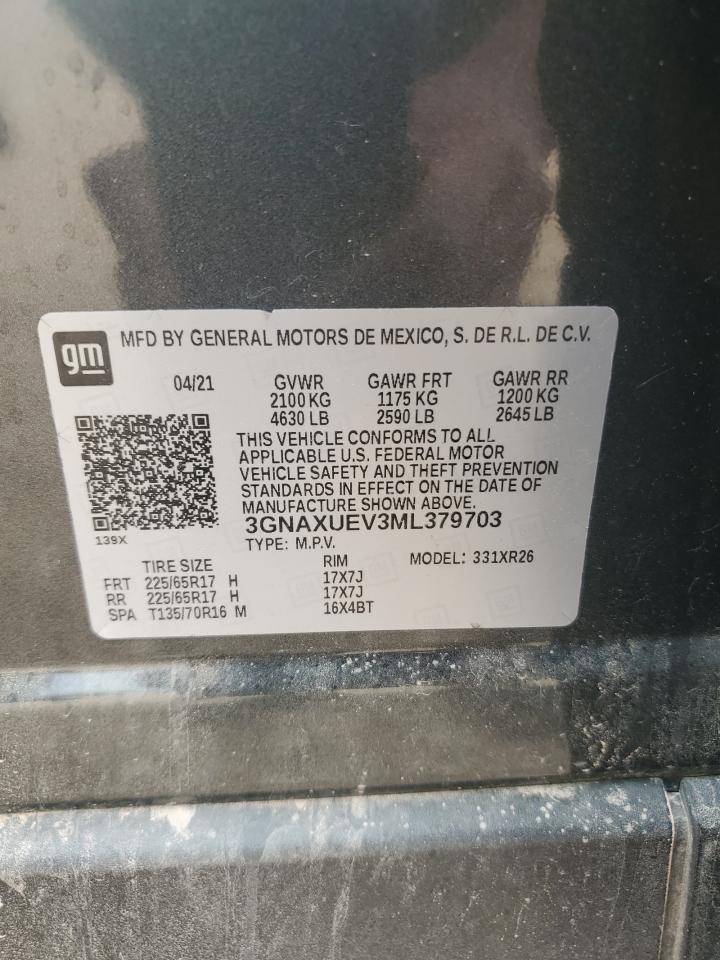 gm
MFD BY GENERAL MOTORS DE MEXICO, S. DE R.L. DE C.V.
04/21 GVWR GAWR FRT GAWR RR
2100 KG 1175 KG 1200 KG
4630 LB 2590 LB 2645 LB
THIS VEHICLE CONFORMS TO ALL
APPLICABLE U.S. FEDERAL MOTOR
VEHICLE SAFETY AND THEFT PREVENTION
STANDARDS IN EFFECT ON THE DATE OF
MANUFACTURE SHOWN ABOVE.
3GNAXUEV3ML379703
139X
TYPE: M.P.V.
TIRE SIZE RIM MODEL: 331XR26
FRT 225/65R17 H 17X7J
RR 225/65R17 H 17X7J
SPA T135/70R16 M 16X4BT